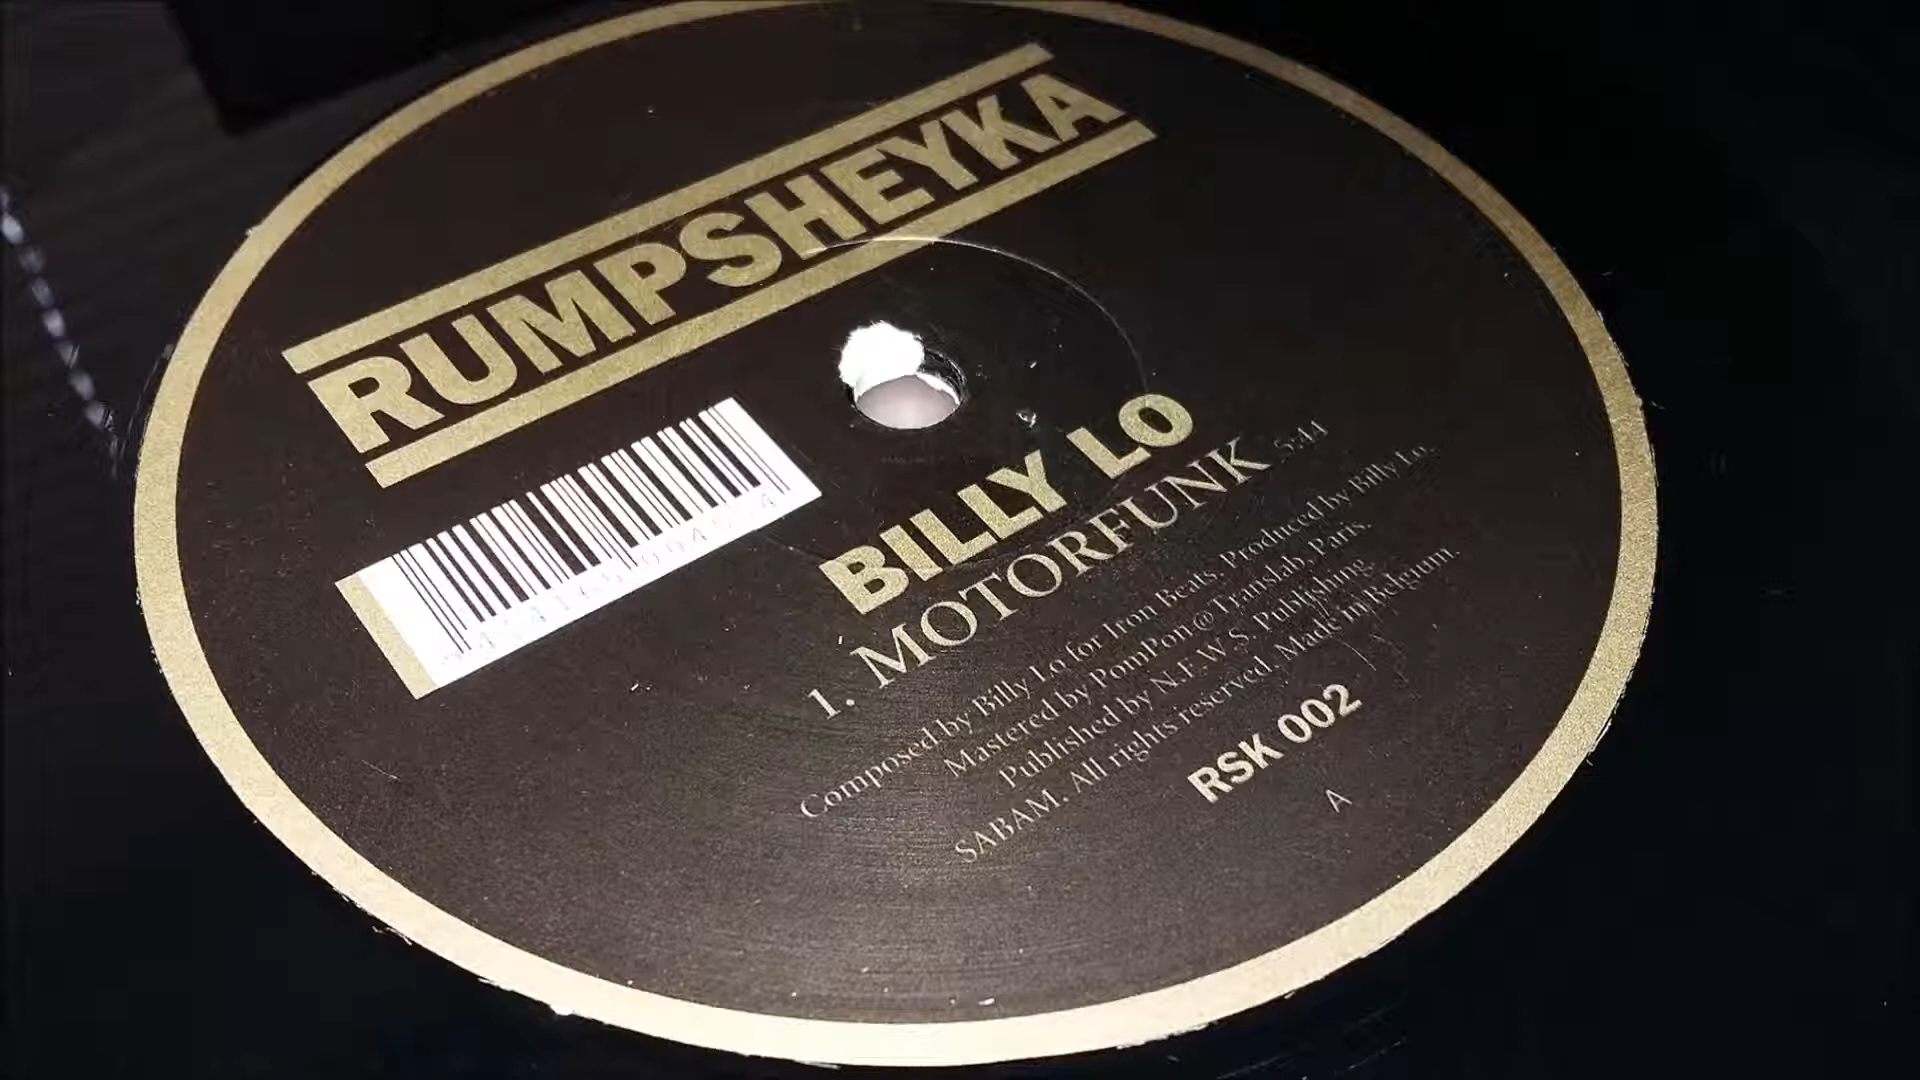 RUMPSHEYKA
BILLY LO
1. MOTORFUNK 5:44
Composed by Billy Lo for Iron Beats. Produced by Billy Lo.
Mastered by PomPon @ Translab, Paris.
Published by N.E.W.S. Publishing.
SABAM. All rights reserved. Made in Belgium.
RSK 002
A